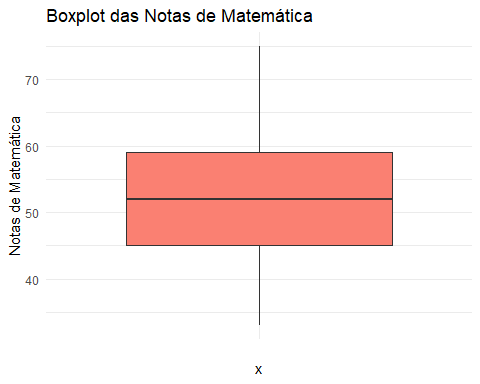 Boxplot das Notas de Matemática
Notas de Matemática
70
60
50
40
x